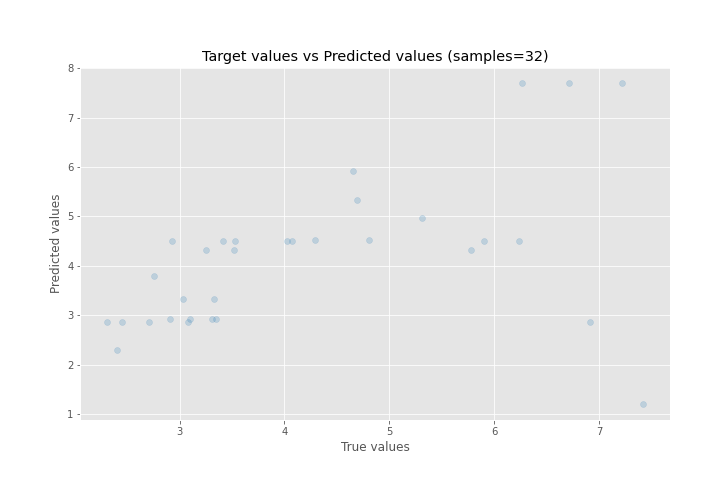 Target values vs Predicted values (samples=32)
8
7
6
5
4
3
2
1
Predicted values
3 4 5 6 7
True values